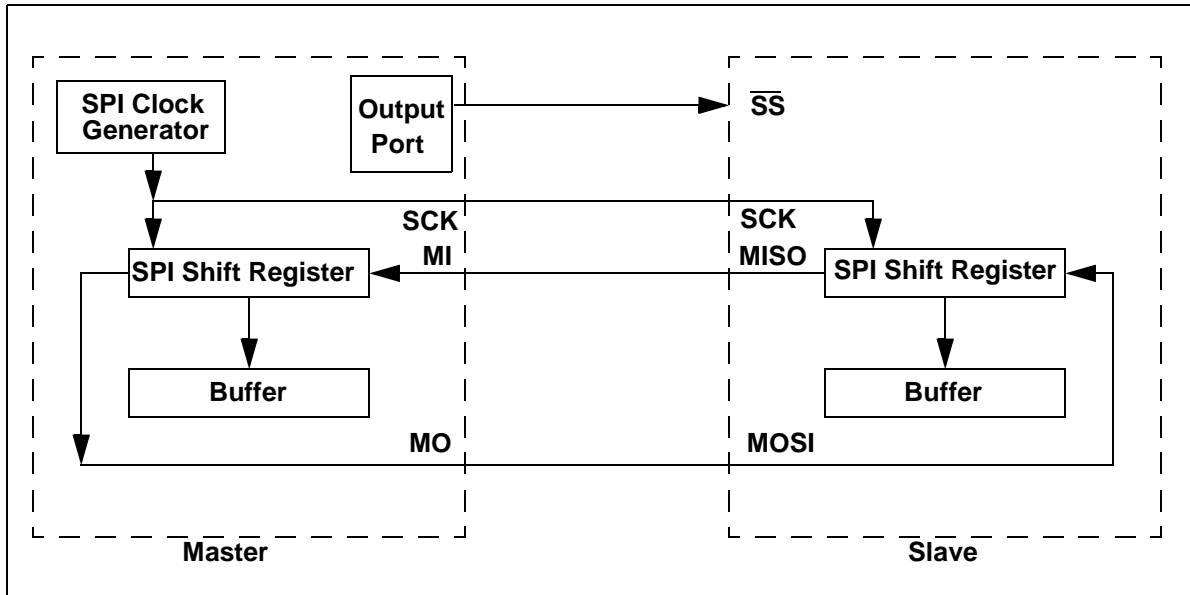 SPI Clock
Generator
Output
Port
S̅S̅
SCK
SCK
MI
MISO
SPI Shift Register
SPI Shift Register
Buffer
Buffer
MO
MOSI
Master
Slave